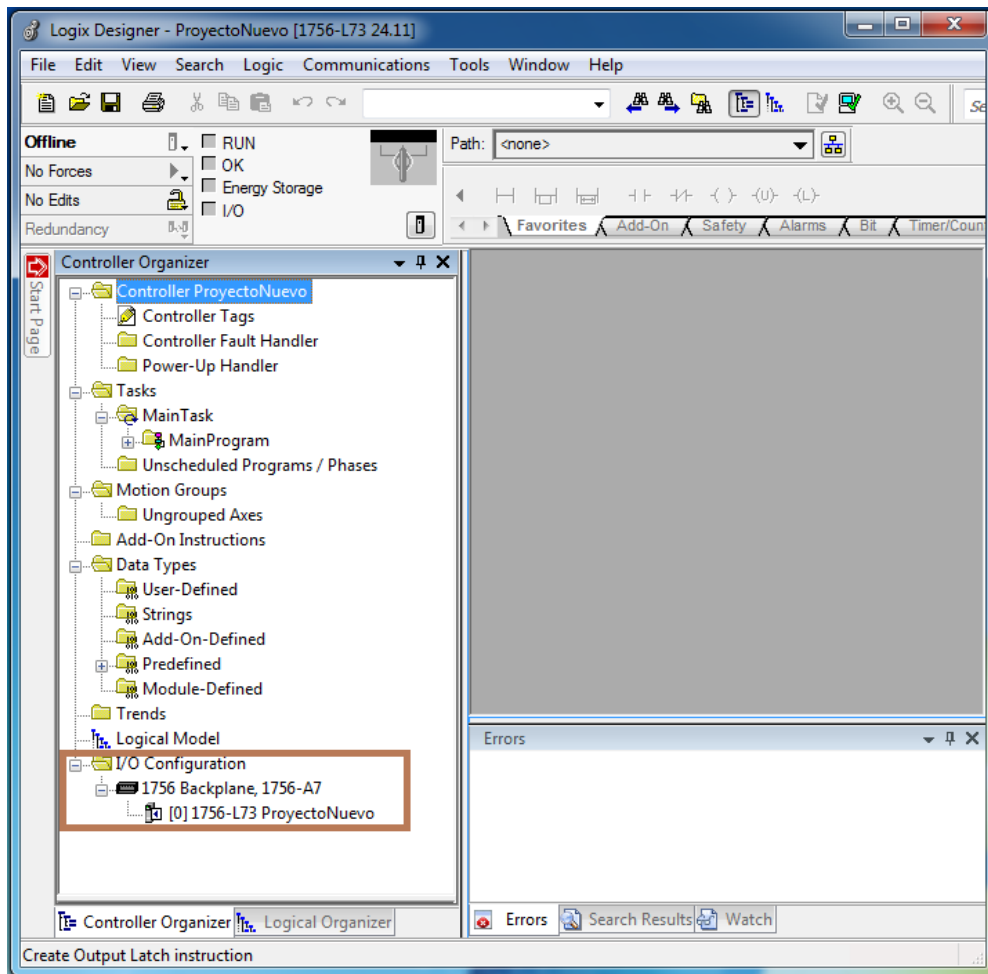 Logix Designer - ProyectoNuevo [1756-L73 24.11]
File Edit View Search Logic Communications Tools Window Help
Offline
RUN
Path: <none>
No Forces
OK
No Edits
Energy Storage
I/O
Redundancy
Favorites Add-On Safety Alarms Bit Timer/Coun
Start Page
Controller Organizer
Controller ProyectoNuevo
Controller Tags
Controller Fault Handler
Power-Up Handler
Tasks
MainTask
MainProgram
Unscheduled Programs / Phases
Motion Groups
Ungrouped Axes
Add-On Instructions
Data Types
User-Defined
Strings
Add-On-Defined
Predefined
Module-Defined
Trends
Logical Model
I/O Configuration
1756 Backplane, 1756-A7
[0] 1756-L73 ProyectoNuevo
Errors
Controller Organizer Logical Organizer
Errors Search Results Watch
Create Output Latch instruction